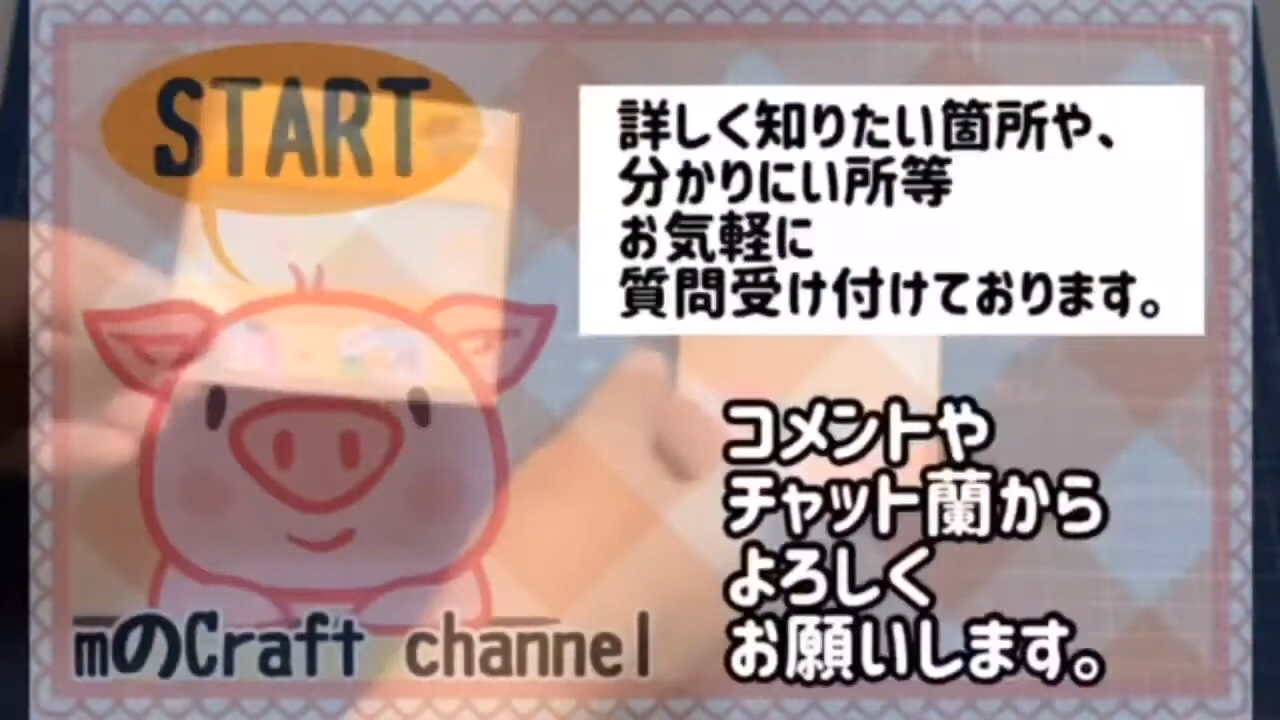 START
詳しく知りたい箇所や、
分かりにい所等
お気軽に
質問受け付けております。
コメントや
チャット蘭から
よろしく
お願いします。
mのCraft channel